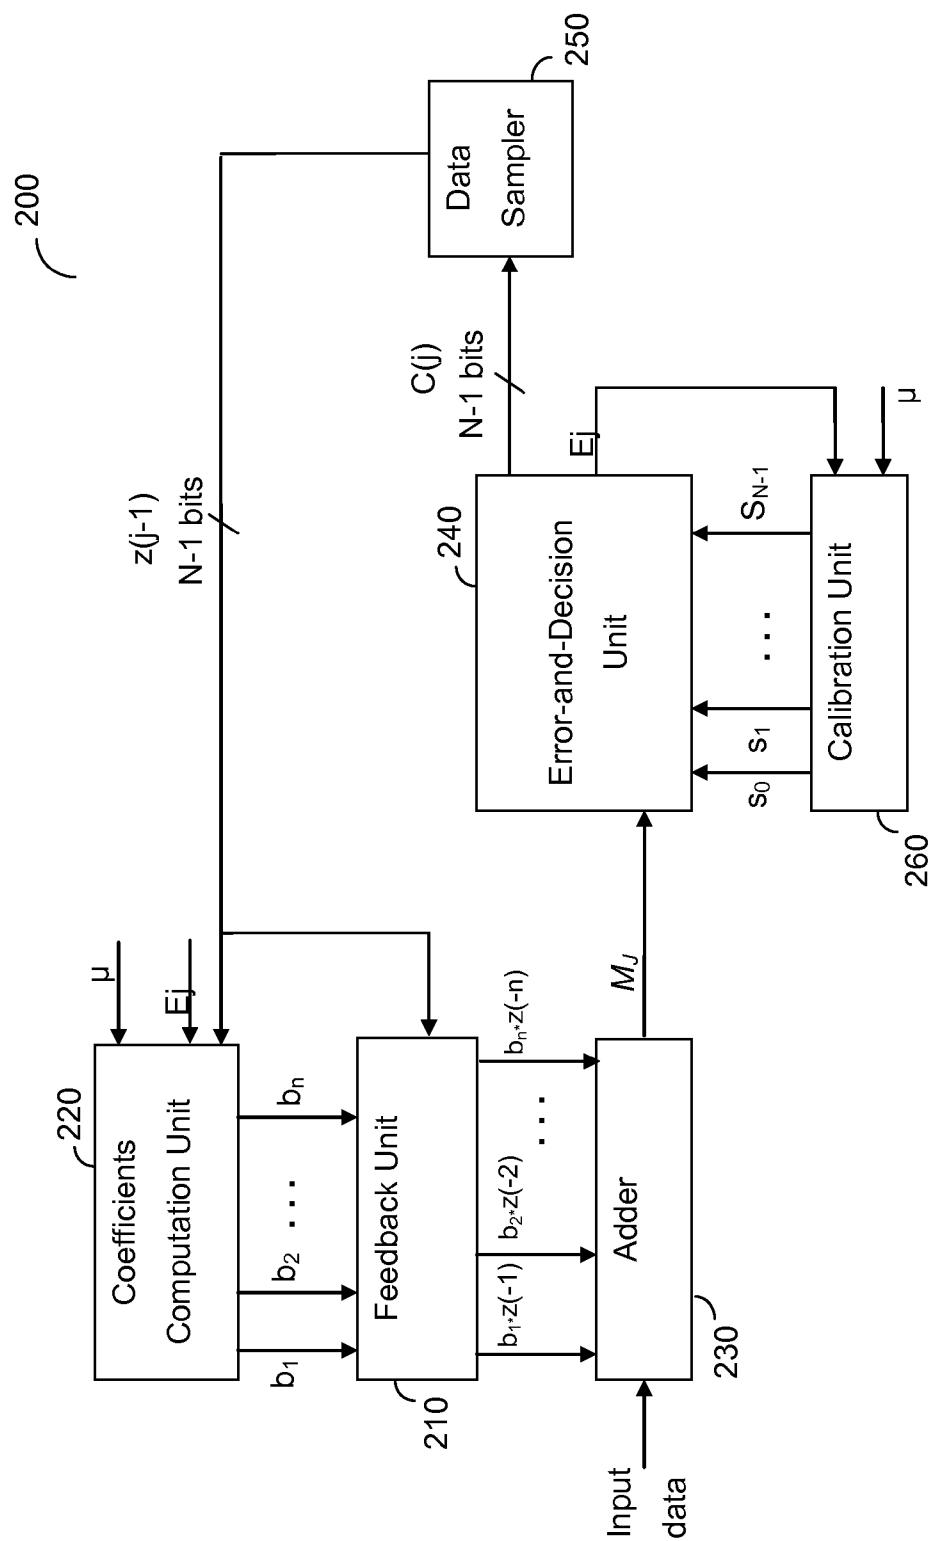 200
z(j-1)
N-1 bits
Data
Sampler
250
C(j)
N-1 bits
μ
Ej
220
Coefficients
Computation Unit
b1
b2
. . .
bn
Feedback Unit
210
b1*z(-1)
b2*z(-2)
. . .
bn*z(-n)
Adder
230
Input
data
MJ
240
Error-and-Decision
Unit
Ej
s0
s1
. . .
SN-1
Calibration Unit
260
μ